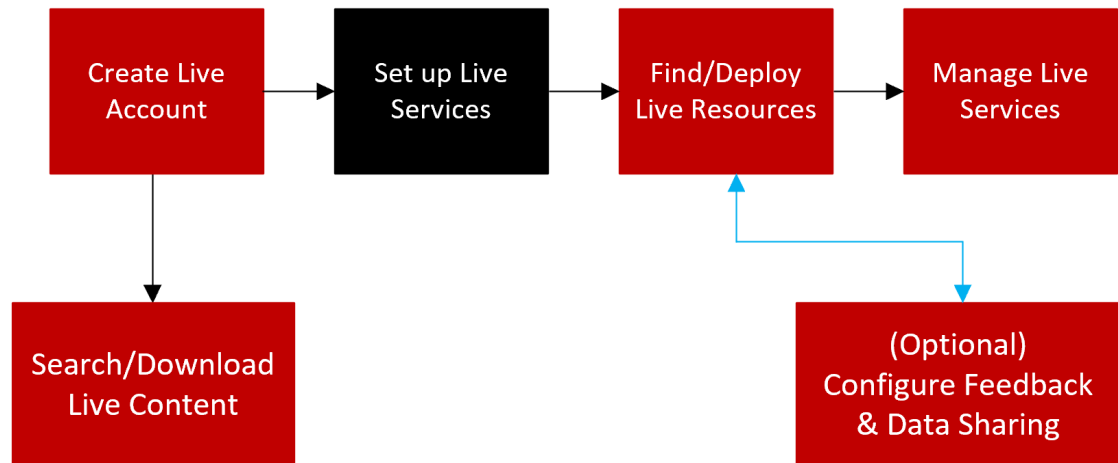 Create Live
Account
Set up Live
Services
Find/Deploy
Live Resources
Manage Live
Services
Search/Download
Live Content
(Optional)
Configure Feedback
& Data Sharing